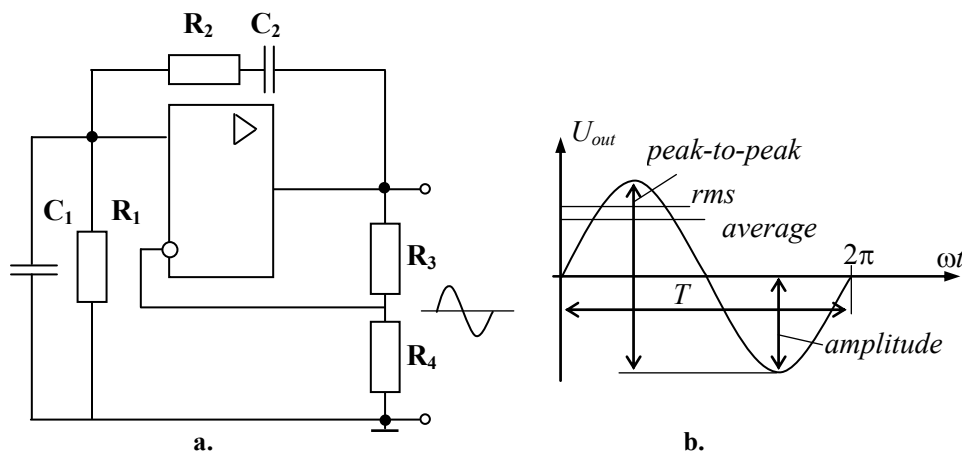 R2
C2
C1
R1
R3
R4
a.
Uout
peak-to-peak
rms
average
2π
ωt
T
amplitude
b.